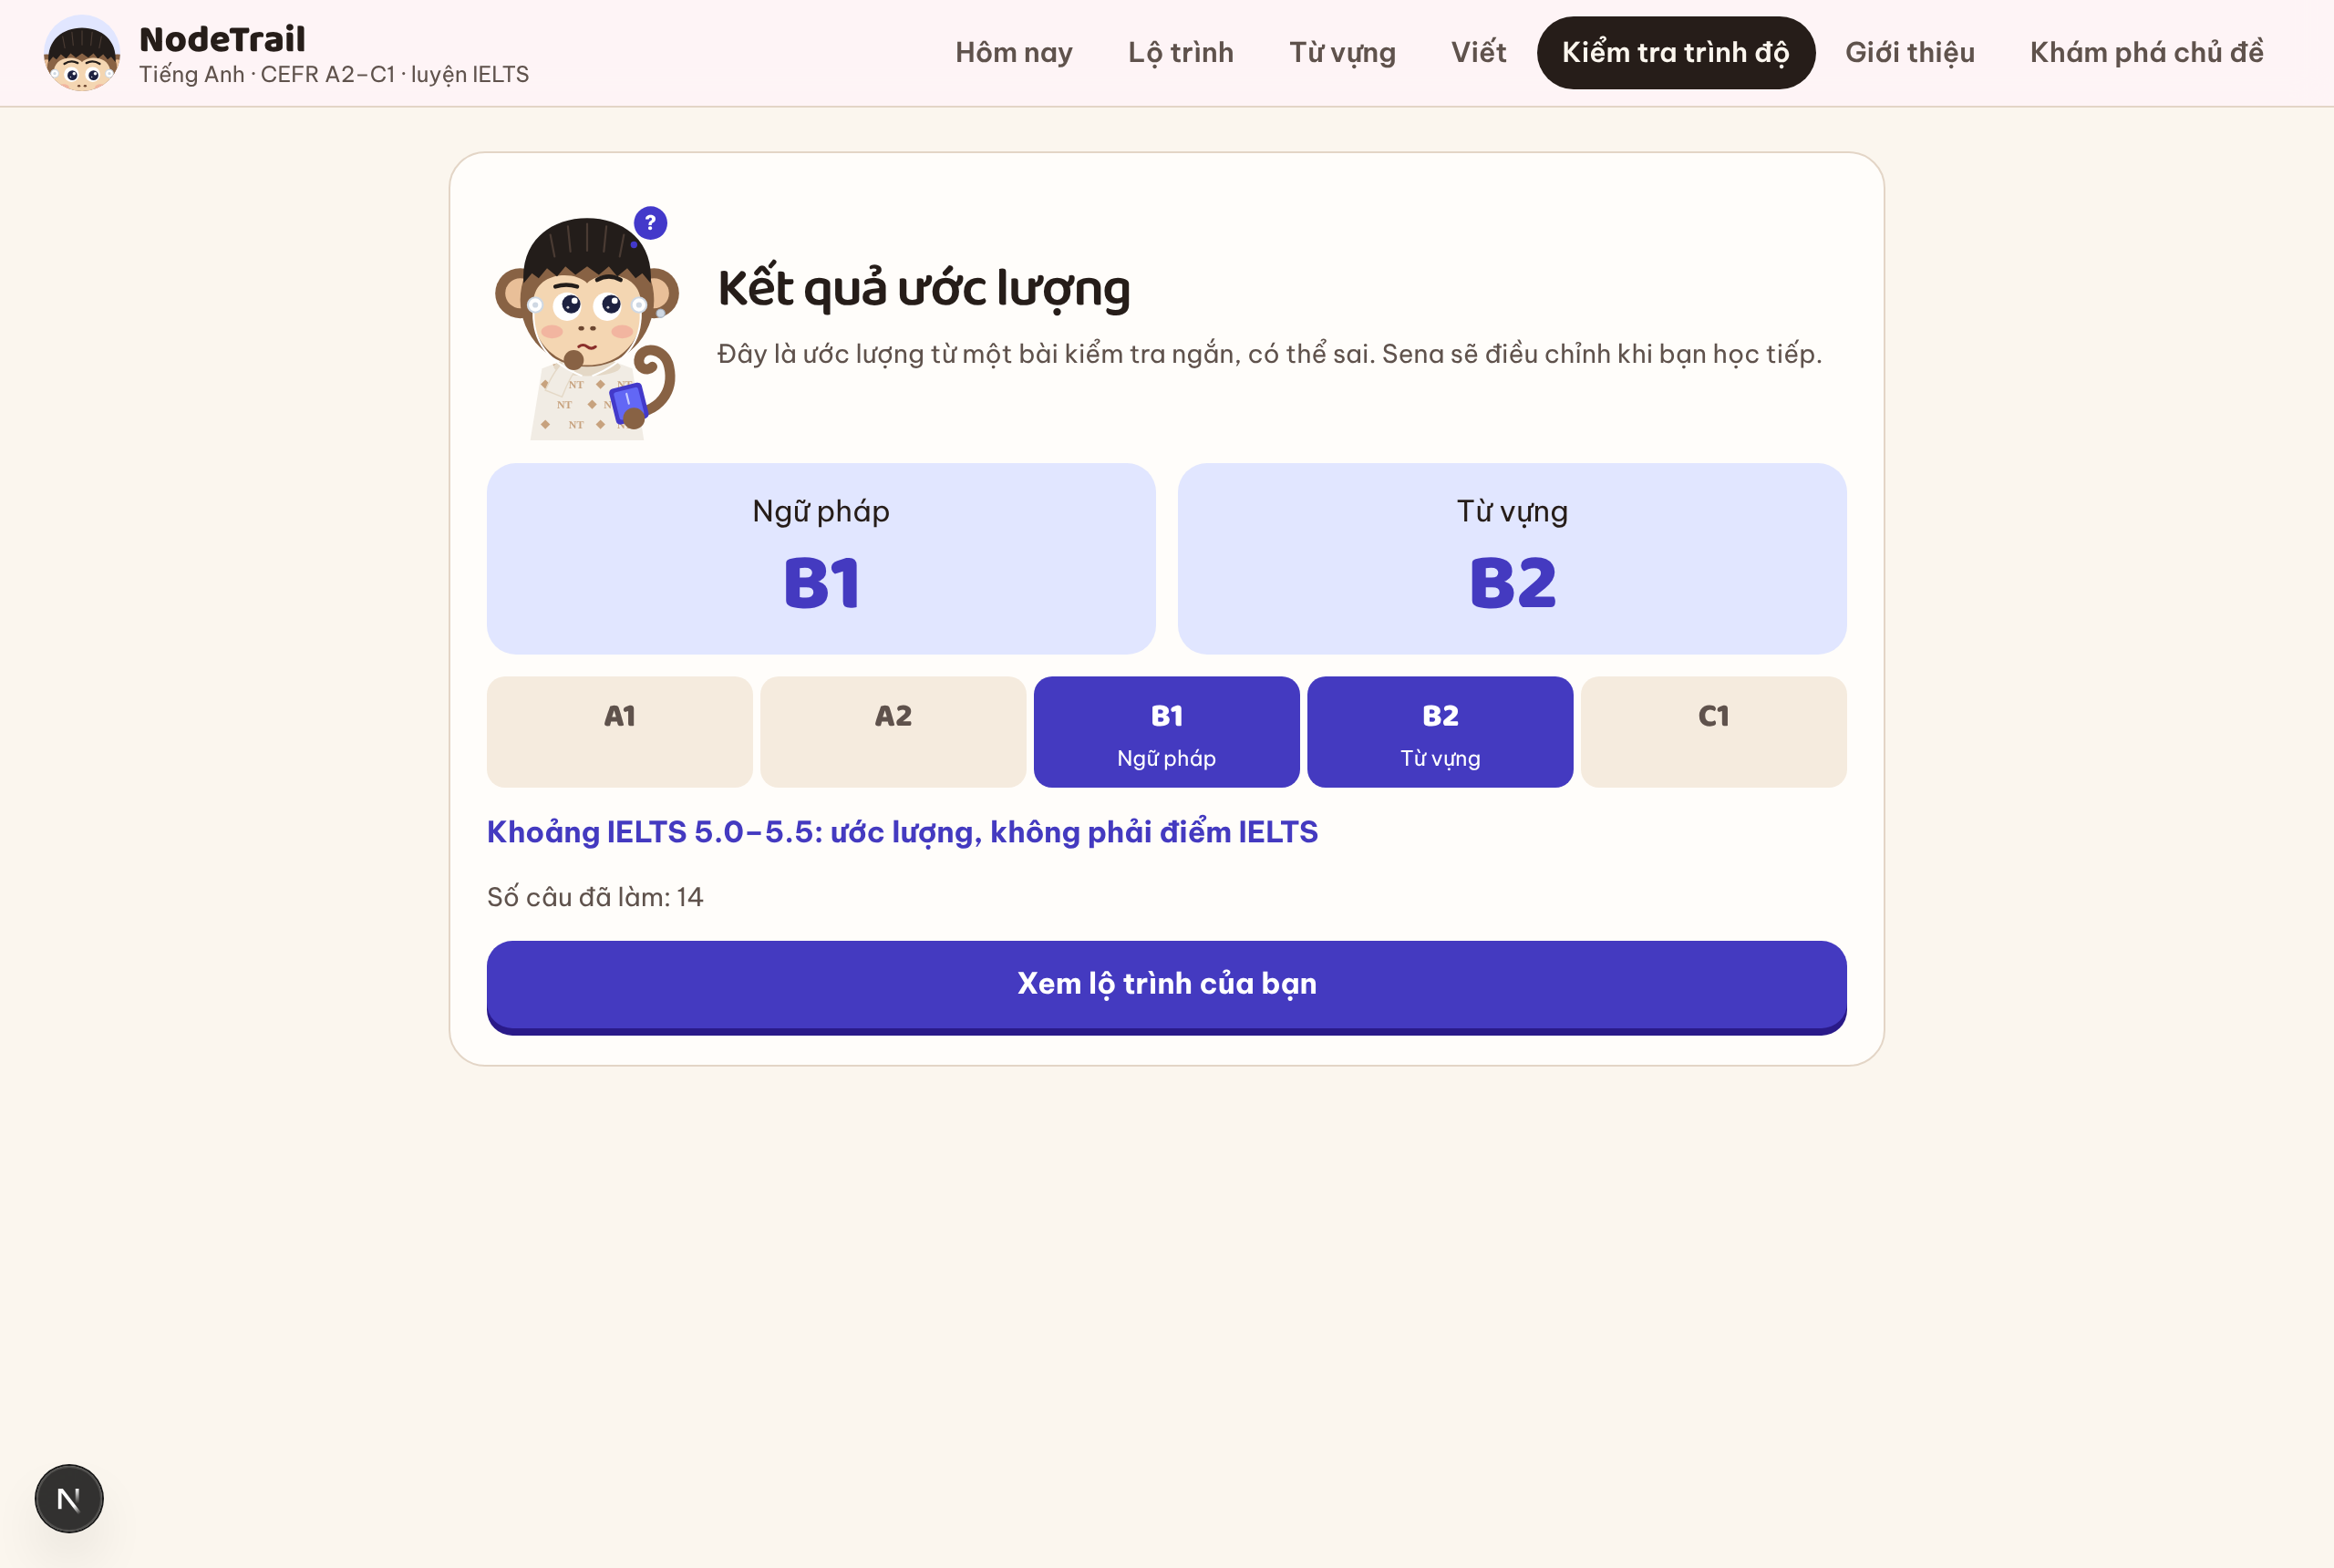 NodeTrail
Tiếng Anh · CEFR A2–C1 · luyện IELTS
Hôm nay
Lộ trình
Từ vựng
Viết
Kiểm tra trình độ
Giới thiệu
Khám phá chủ đề
?
Kết quả ước lượng
Đây là ước lượng từ một bài kiểm tra ngắn, có thể sai. Sena sẽ điều chỉnh khi bạn học tiếp.
NT NT
NT N
NT
Ngữ pháp
B1
Từ vựng
B2
A1
A2
B1
Ngữ pháp
B2
Từ vựng
C1
Khoảng IELTS 5.0–5.5: ước lượng, không phải điểm IELTS
Số câu đã làm: 14
Xem lộ trình của bạn
N